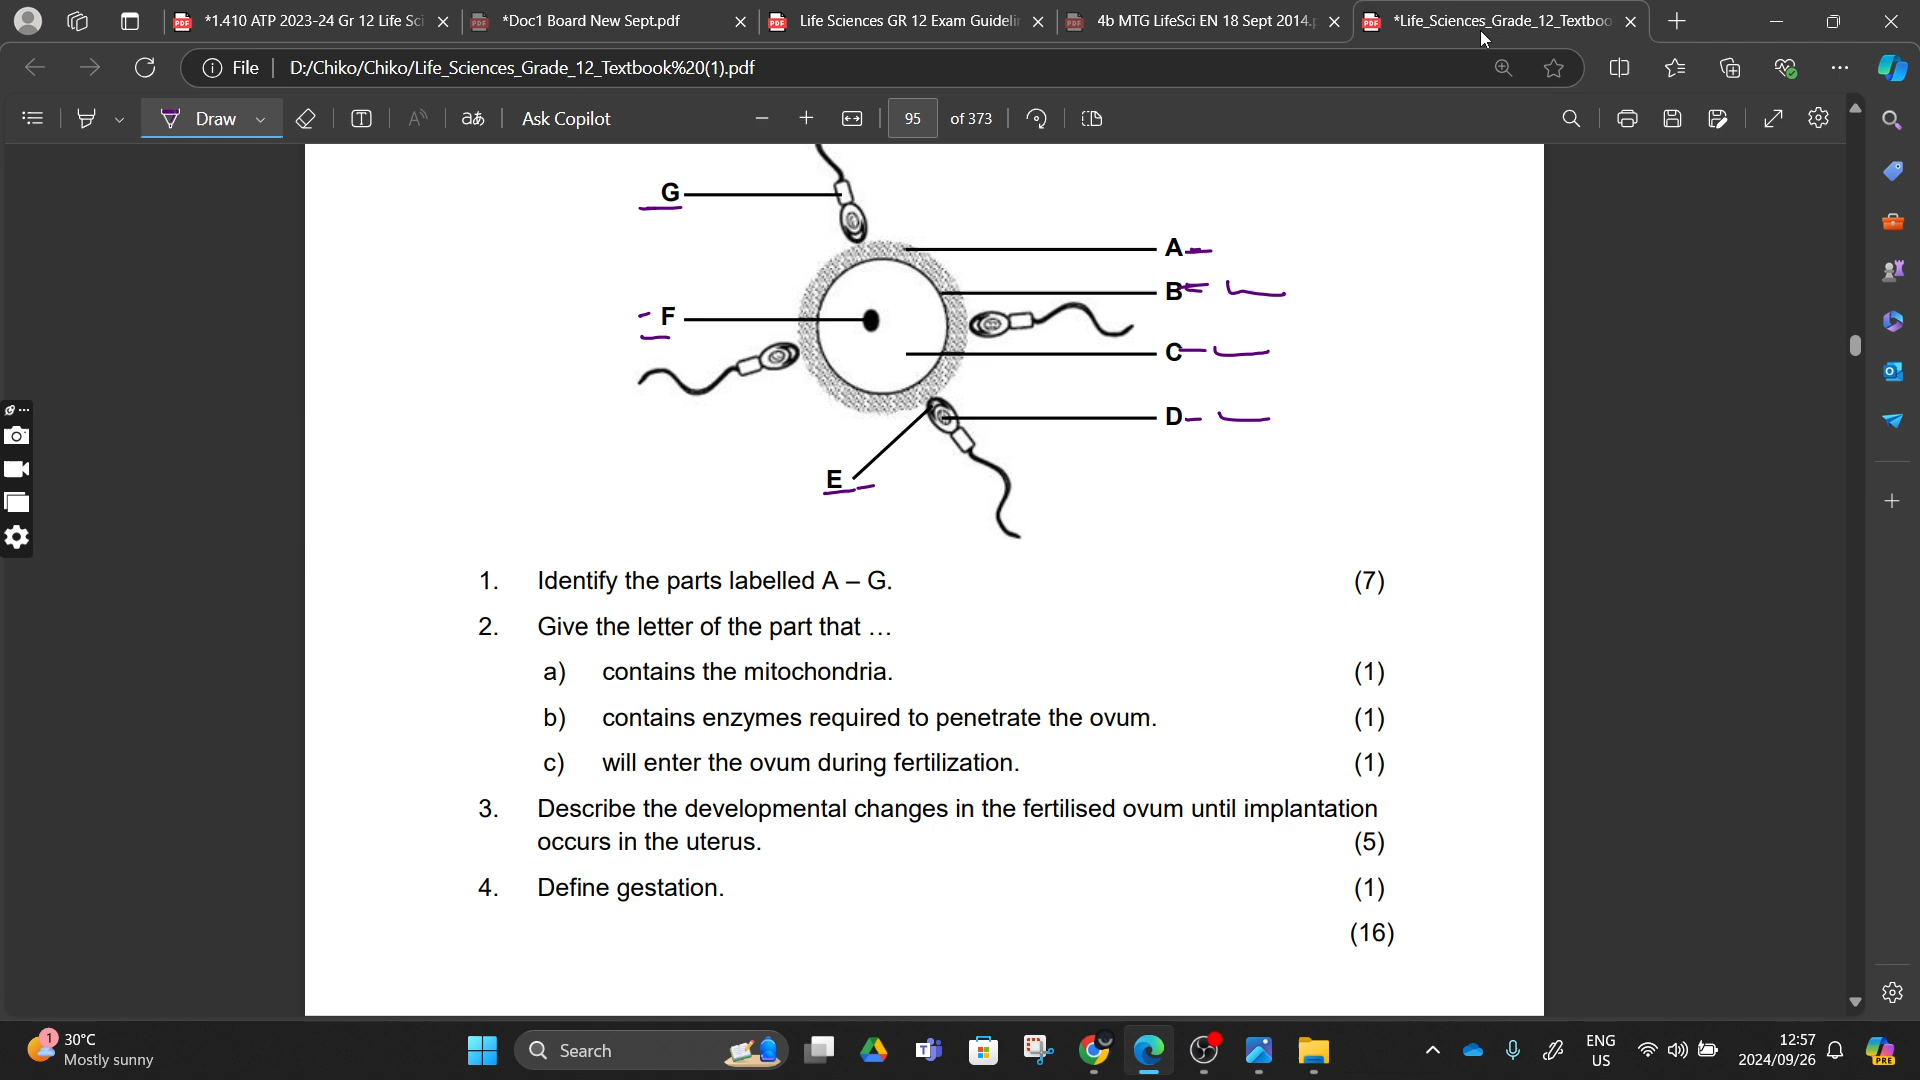 *1.410 ATP 2023-24 Gr 12 Life Sci
*Doc1 Board New Sept.pdf
Life Sciences GR 12 Exam Guidelin
4b MTG LifeSci EN 18 Sept 2014.p
*Life_Sciences_Grade_12_Textboo
File
D:/Chiko/Chiko/Life_Sciences_Grade_12_Textbook%20(1).pdf
Draw
aあ
Ask Copilot
95 of 373
G
A
B
F
C
D
E
1. Identify the parts labelled A – G. (7)
2. Give the letter of the part that …
a) contains the mitochondria. (1)
b) contains enzymes required to penetrate the ovum. (1)
c) will enter the ovum during fertilization. (1)
3. Describe the developmental changes in the fertilised ovum until implantation
occurs in the uterus. (5)
4. Define gestation. (1)
(16)
1
30°C
Mostly sunny
Search
ENG
US
12:57
2024/09/26
PRE